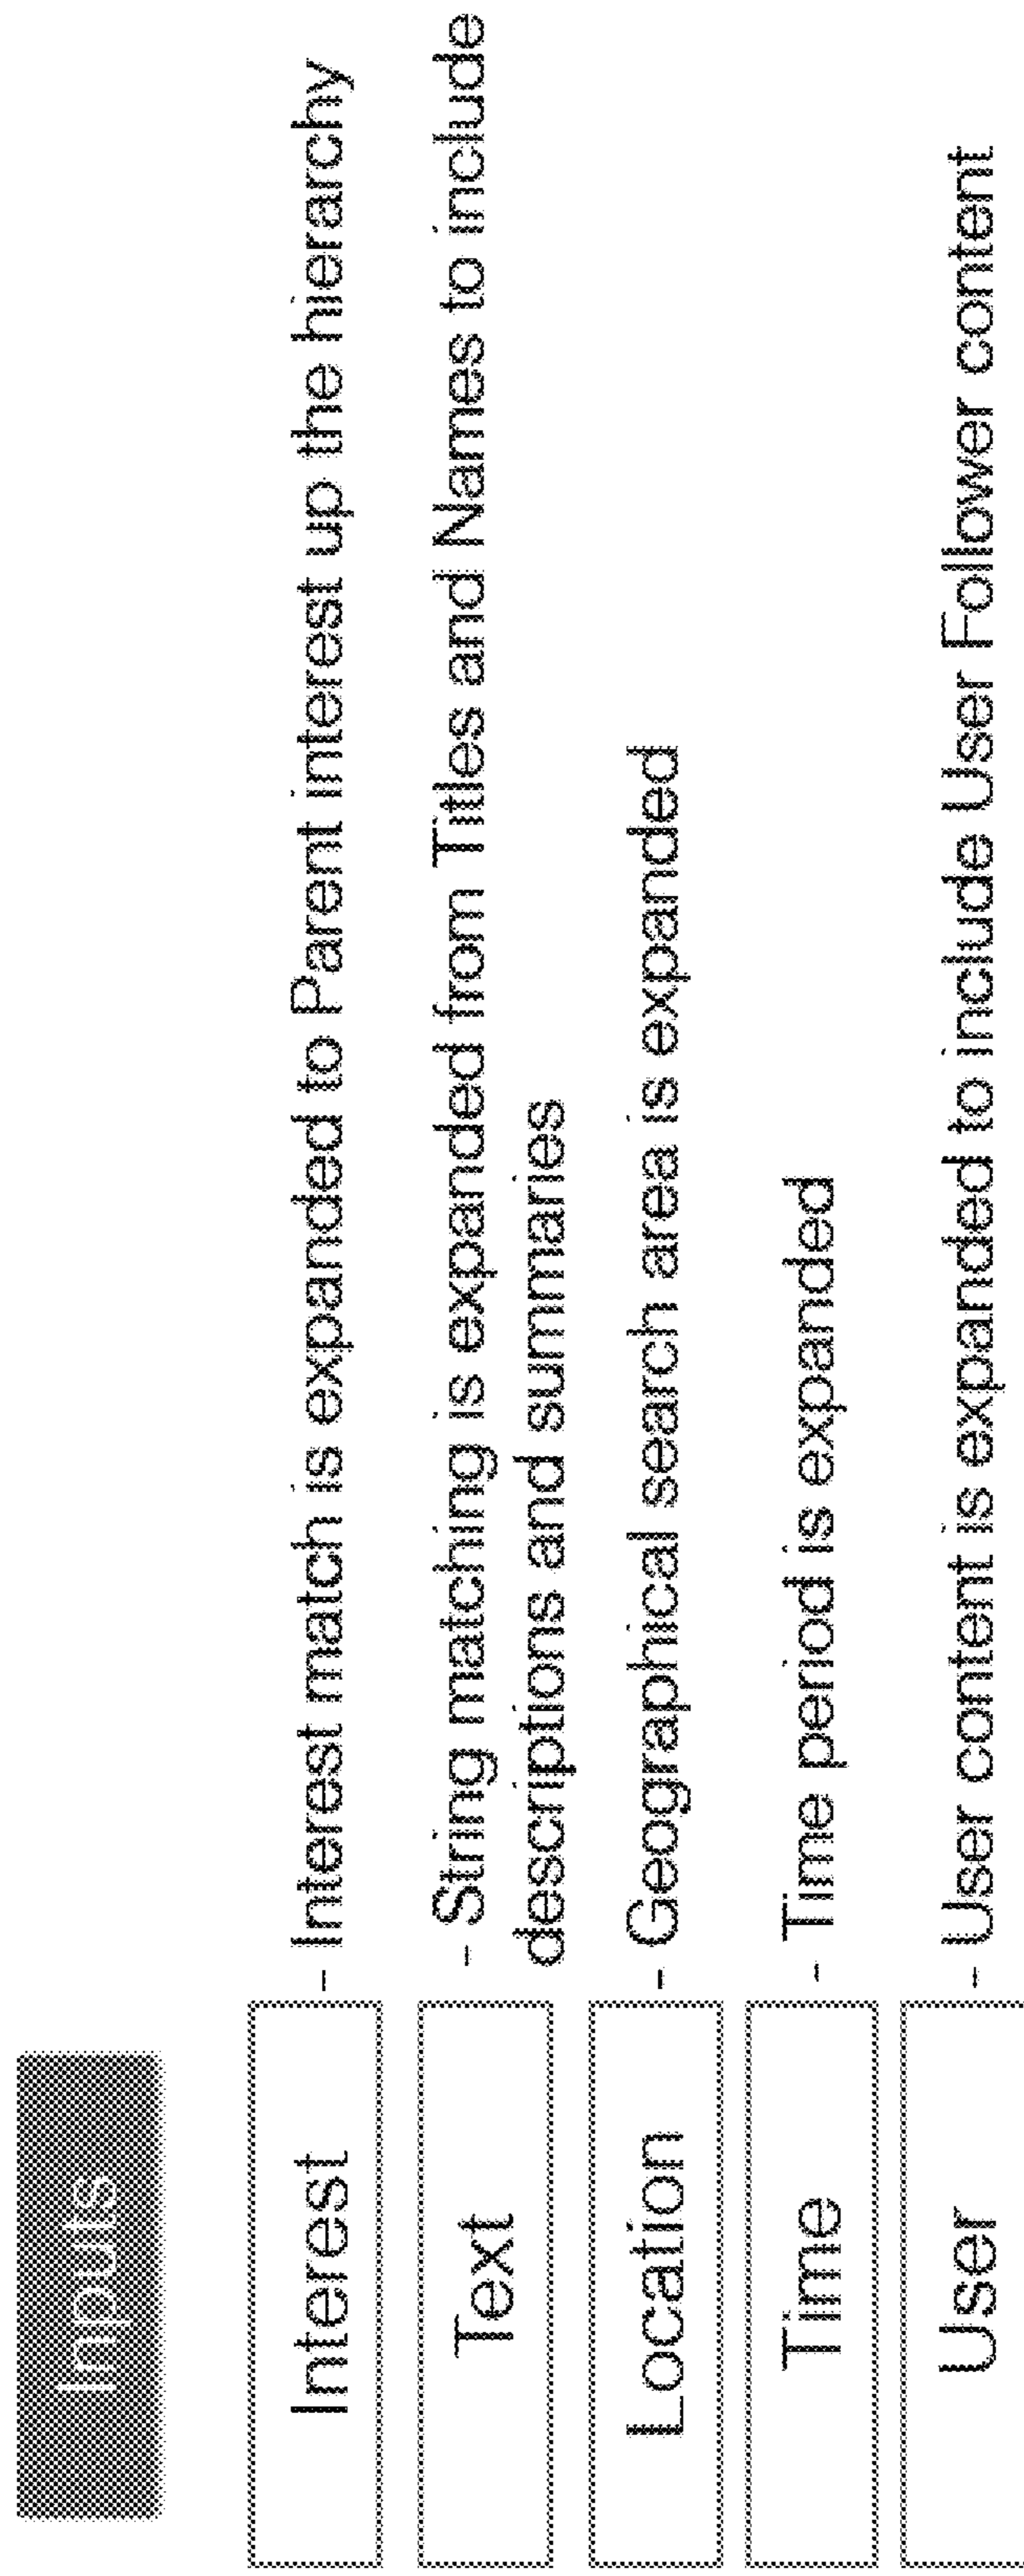 Inputs
Interest - Interest match is expanded to Parent interest up the hierarchy
Text - String matching is expanded from Titles and Names to include
descriptions and summaries
Location - Geographical search area is expanded
Time - Time period is expanded
User - User content is expanded to include User Follower content